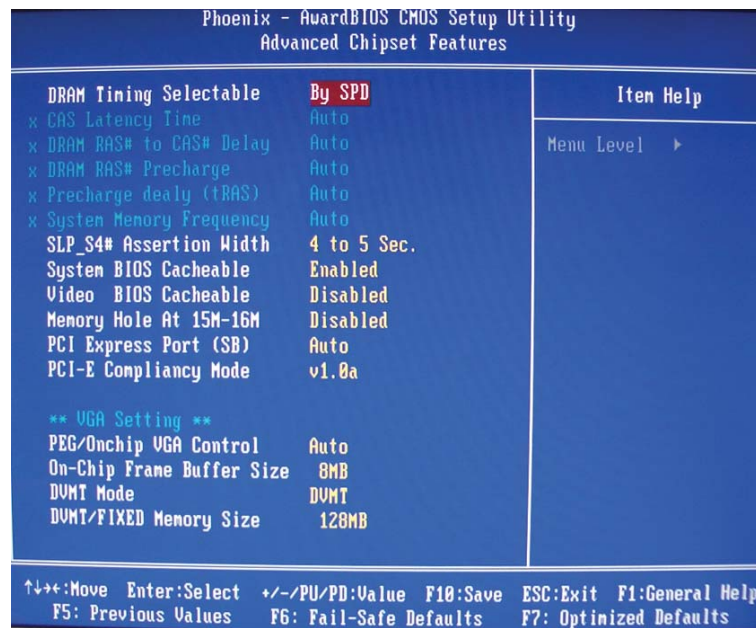 Phoenix - AwardBIOS CMOS Setup Utility
Advanced Chipset Features
DRAM Timing Selectable By SPD
x CAS Latency Time Auto
x DRAM RAS# to CAS# Delay Auto
x DRAM RAS# Precharge Auto
x Precharge dealy (tRAS) Auto
x System Memory Frequency Auto
SLP_S4# Assertion Width 4 to 5 Sec.
System BIOS Cacheable Enabled
Video BIOS Cacheable Disabled
Memory Hole At 15M-16M Disabled
PCI Express Port (SB) Auto
PCI-E Compliancy Mode v1.0a
** VGA Setting **
PEG/Onchip VGA Control Auto
On-Chip Frame Buffer Size 8MB
DVMT Mode DVMT
DVMT/FIXED Memory Size 128MB
Item Help
Menu Level ▸
↑↓→←:Move Enter:Select +/-/PU/PD:Value F10:Save ESC:Exit F1:General Help
F5: Previous Values F6: Fail-Safe Defaults F7: Optimized Defaults